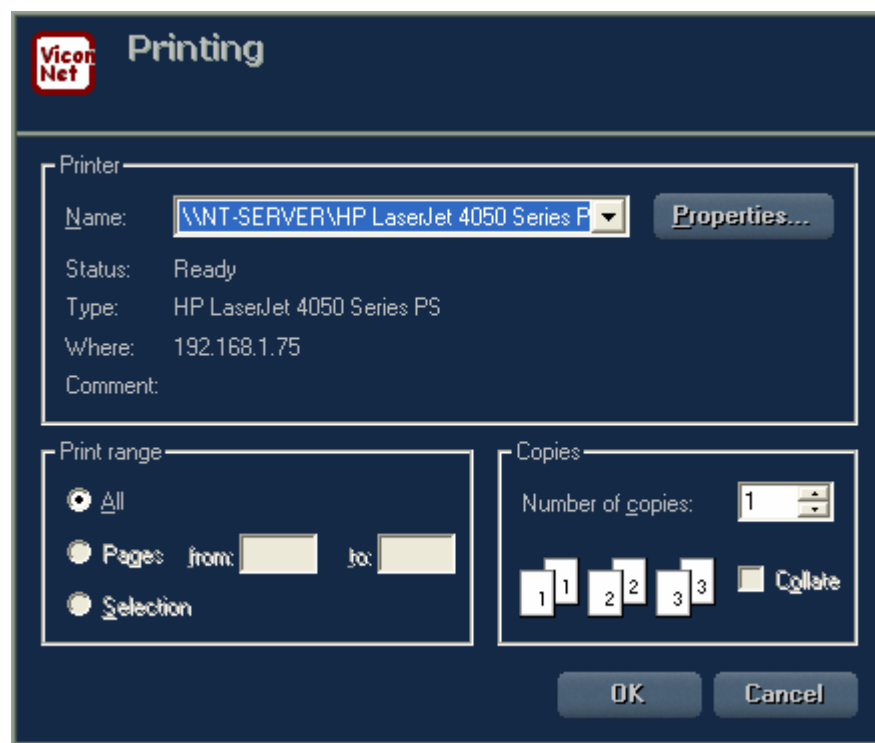 Vicon
Net
Printing
Printer
Name: \\NT-SERVER\HP LaserJet 4050 Series P
Properties...
Status: Ready
Type: HP LaserJet 4050 Series PS
Where: 192.168.1.75
Comment:
Print range
All
Pages from: to:
Selection
Copies
Number of copies: 1
1 1 2 2 3 3
Collate
OK Cancel